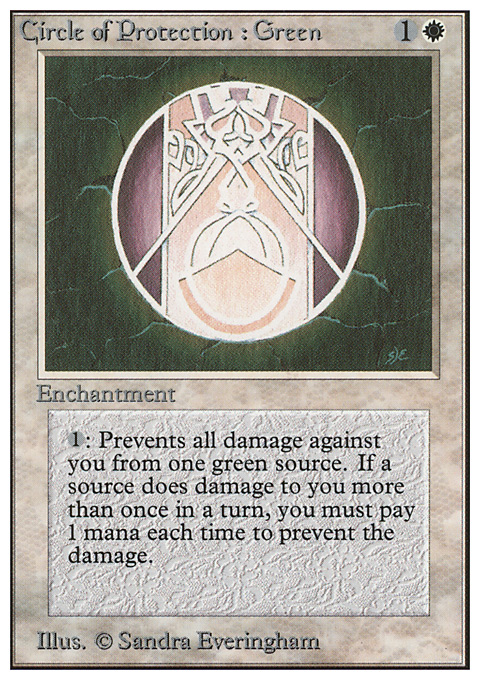 Circle of Protection : Green 1
SJE
Enchantment
1: Prevents all damage against
you from one green source. If a
source does damage to you more
than once in a turn, you must pay
1 mana each time to prevent the
damage.
Illus. © Sandra Everingham